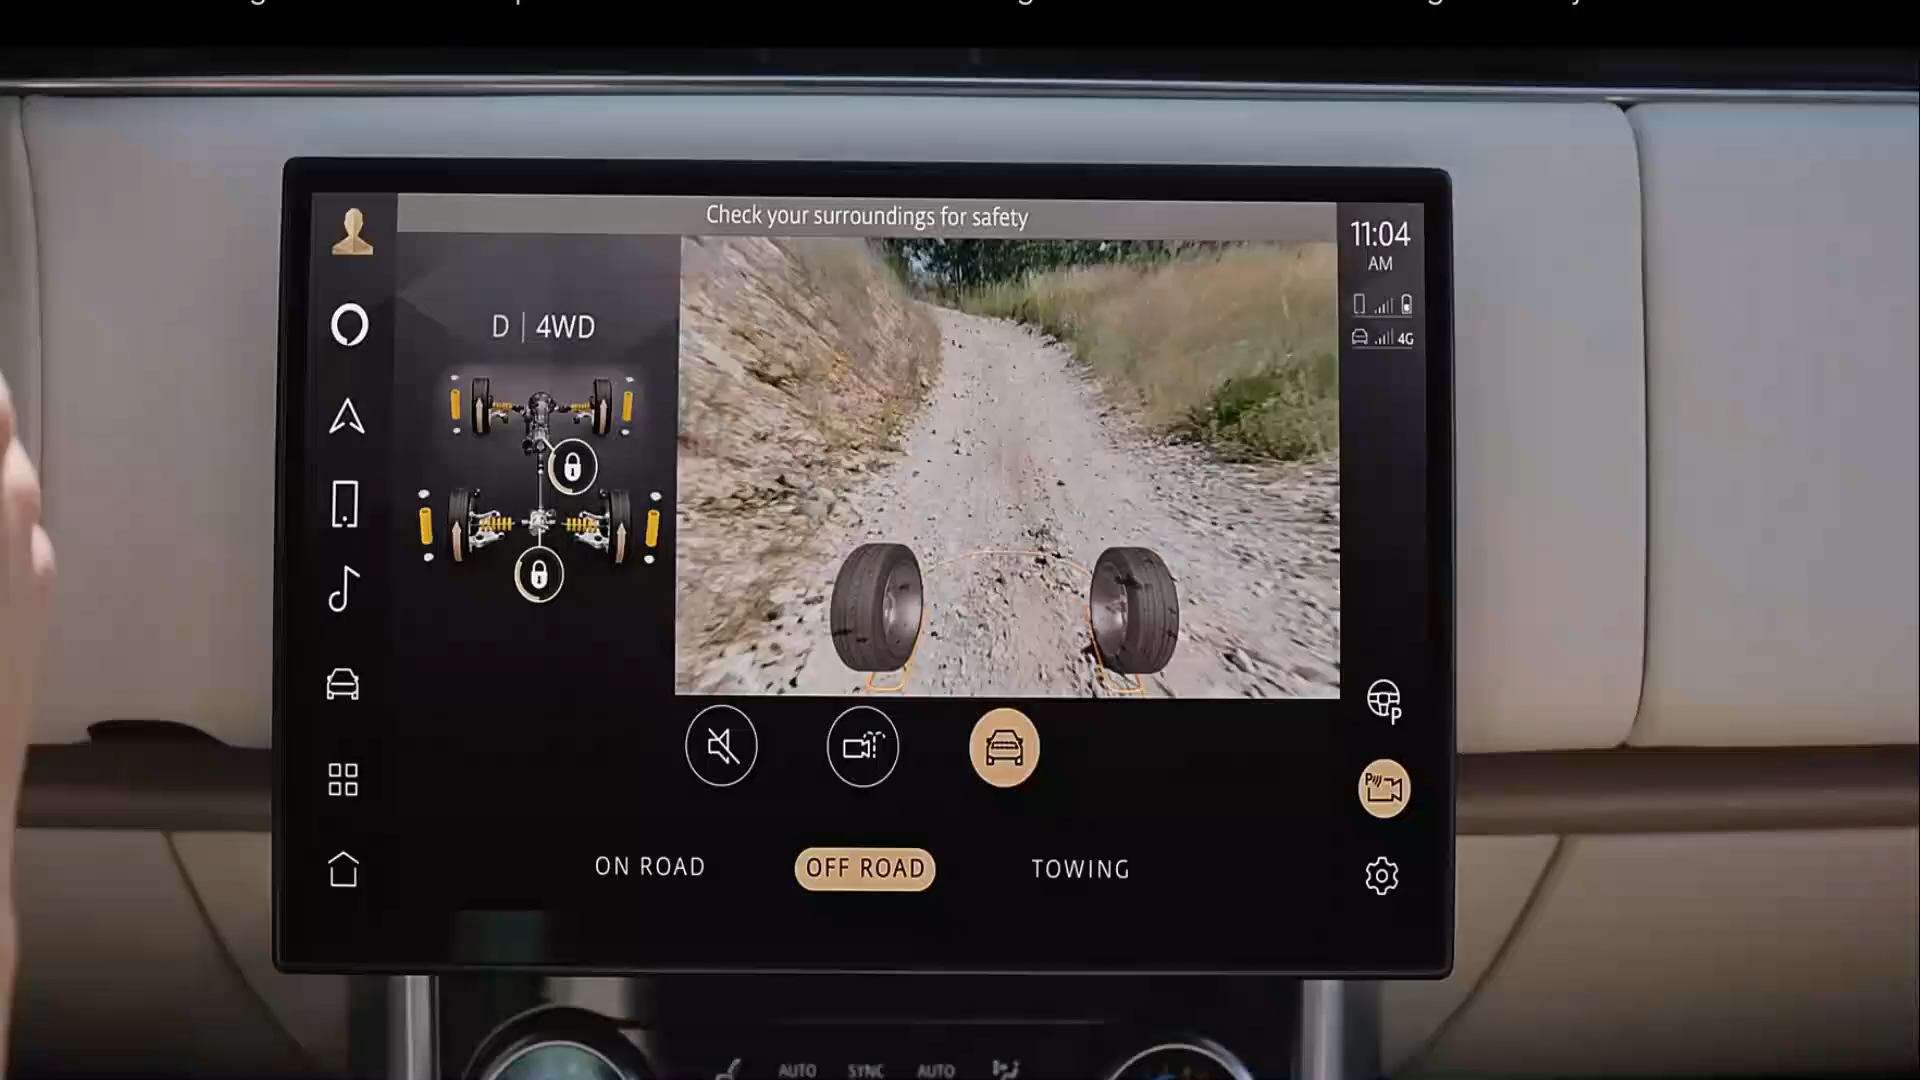 Check your surroundings for safety
11:04
AM
D | 4WD
4G
P
P
ON ROAD
OFF ROAD
TOWING
AUTO
SYNC
AUTO